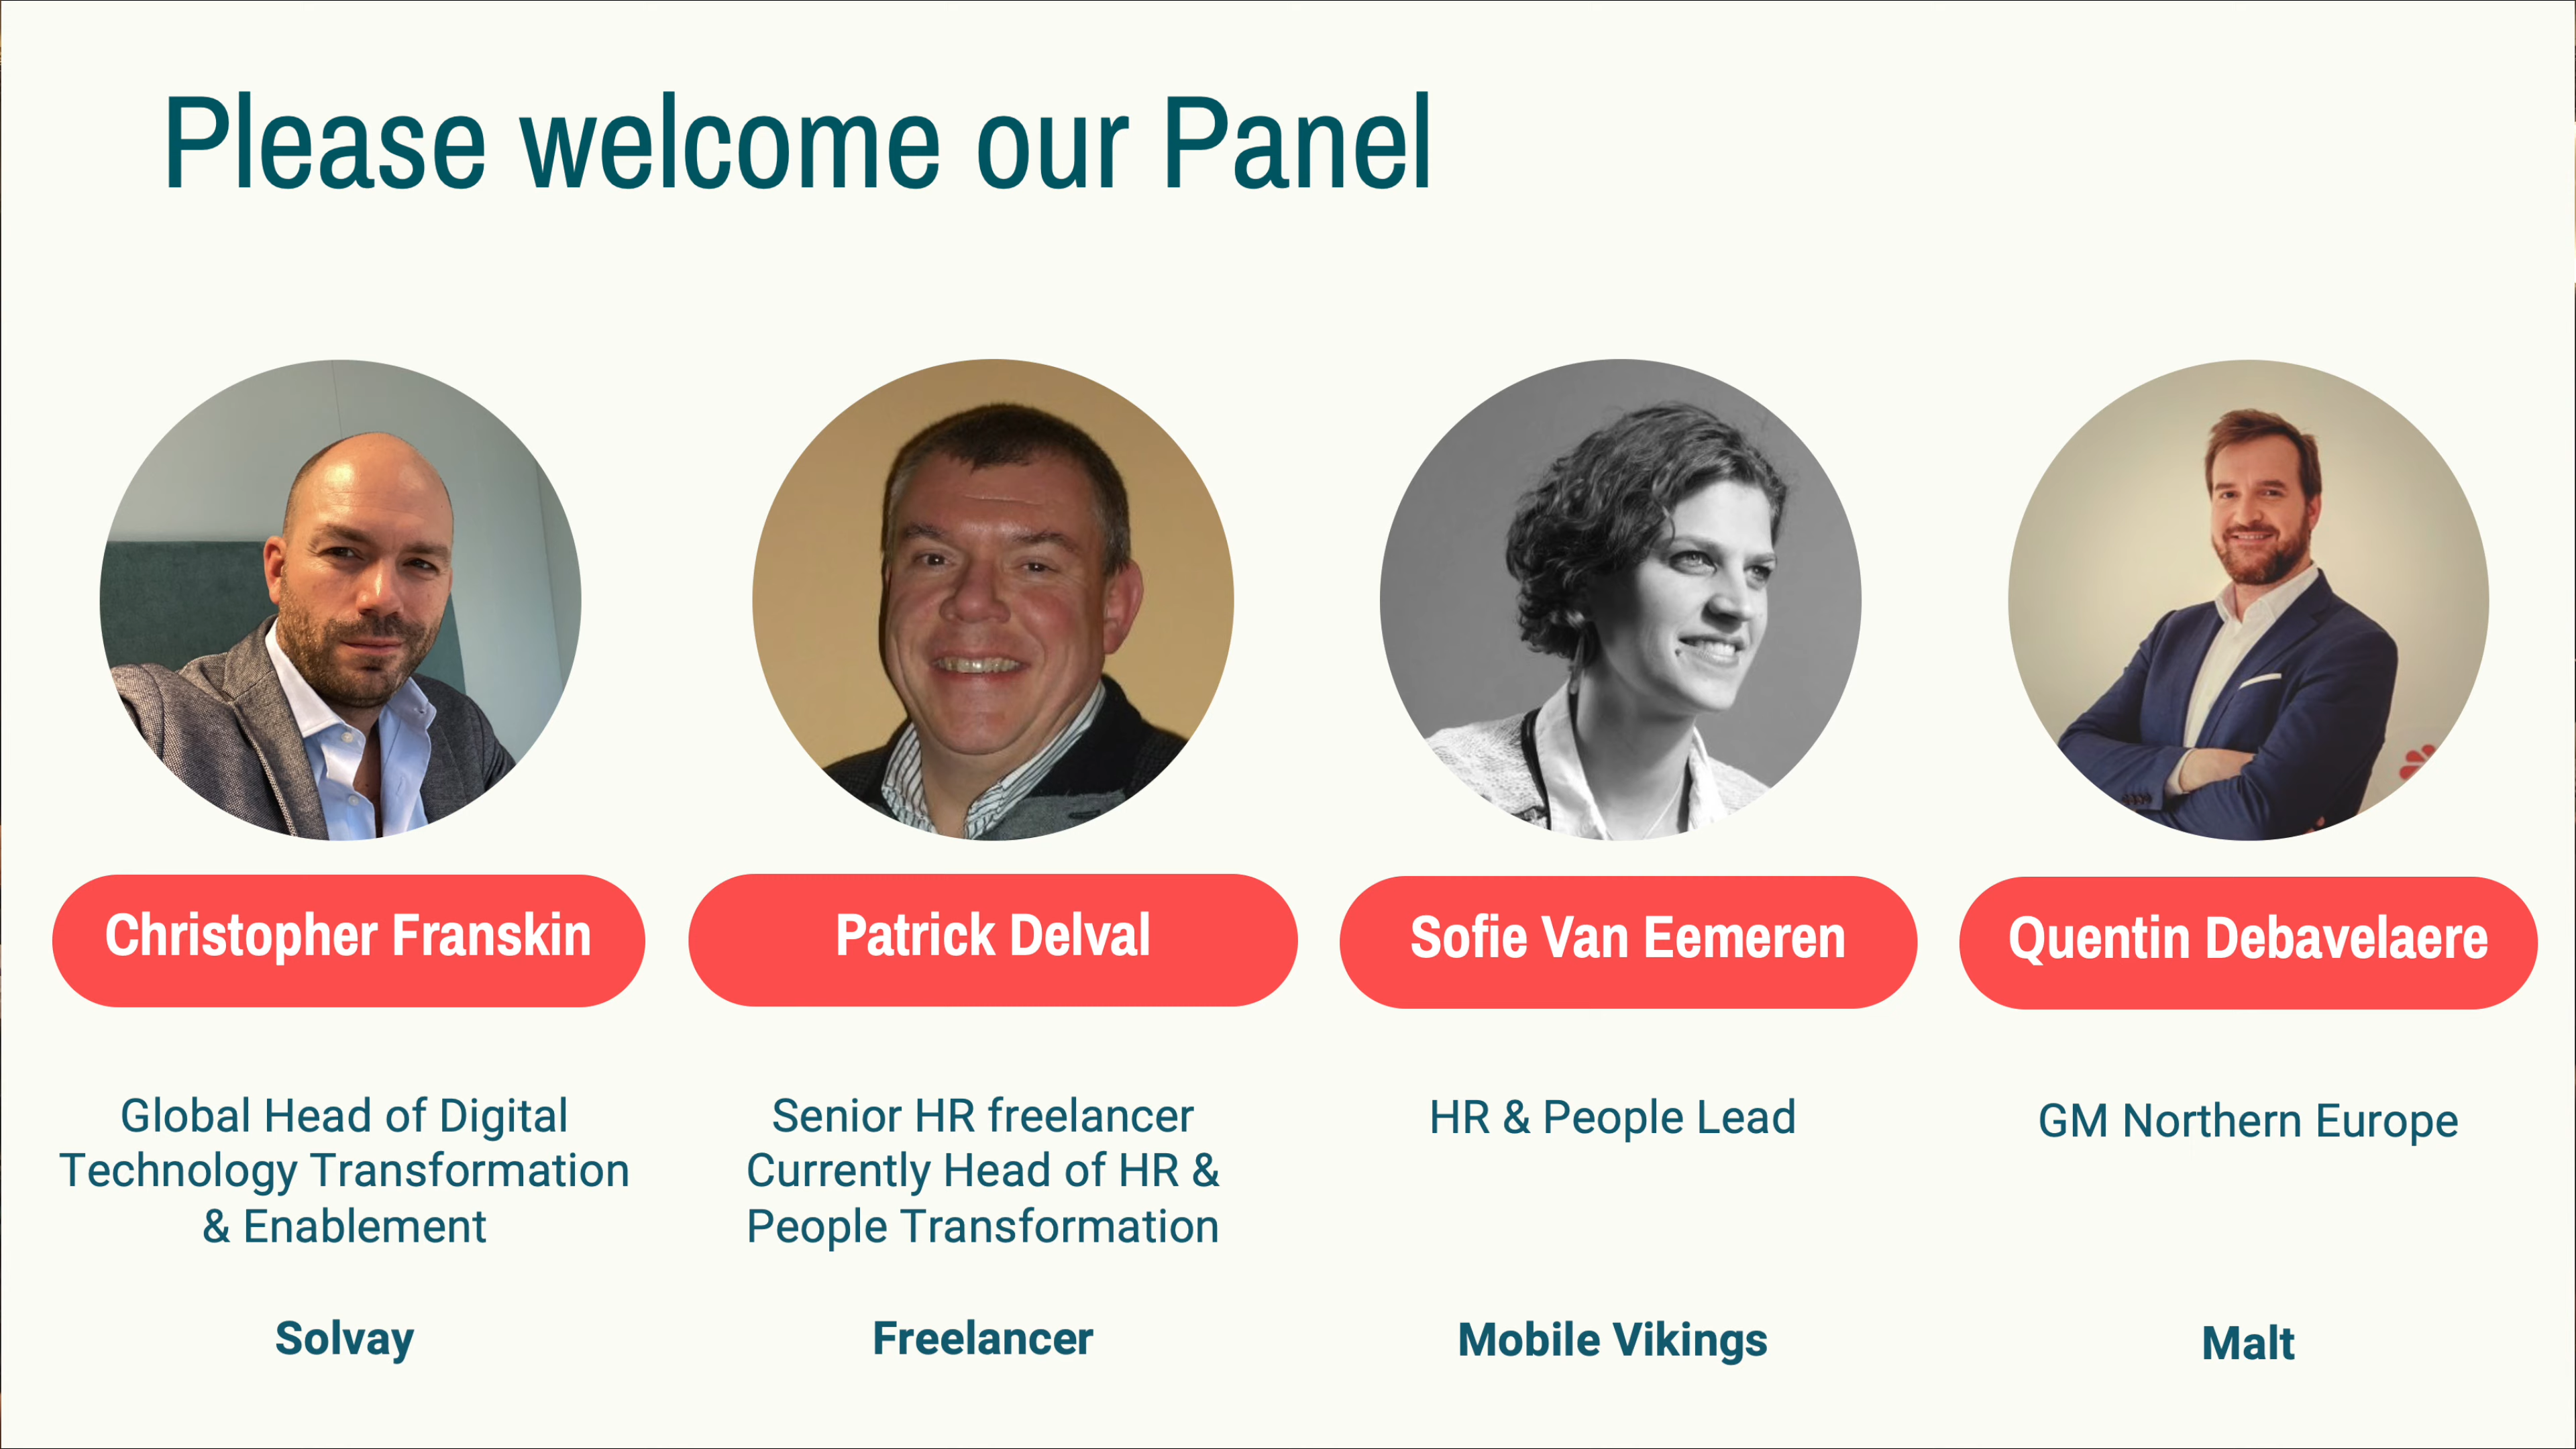 Please welcome our Panel
Christopher Franskin
Global Head of Digital
Technology Transformation
& Enablement
Solvay
Patrick Delval
Senior HR freelancer
Currently Head of HR &
People Transformation
Freelancer
Sofie Van Eemeren
HR & People Lead
Mobile Vikings
Quentin Debavelaere
GM Northern Europe
Malt